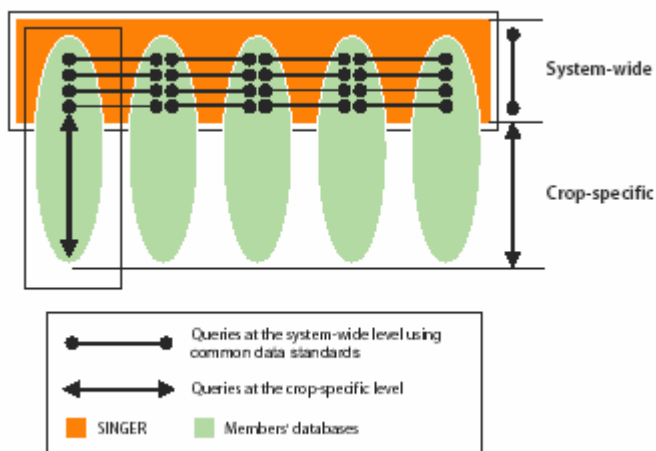 System-wide
Crop-specific
Queries at the system-wide level using
common data standards
Queries at the crop-specific level
SINGER
Members' databases